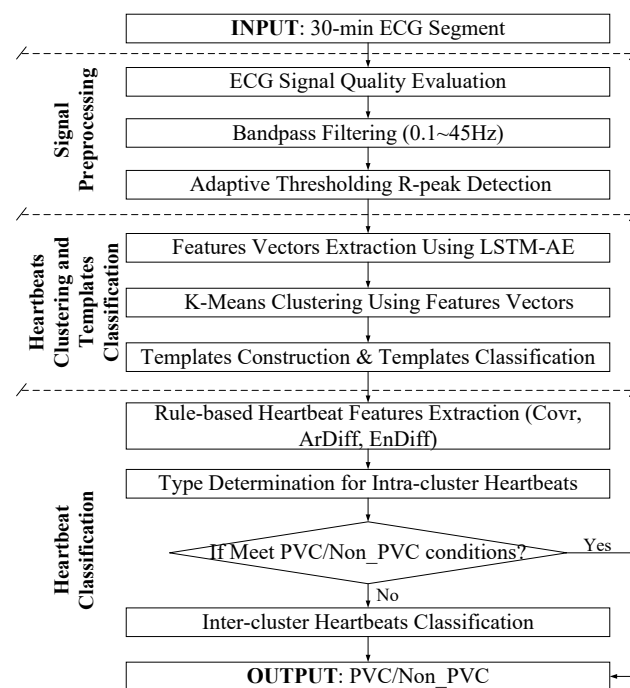 INPUT: 30-min ECG Segment
Signal
Preprocessing
ECG Signal Quality Evaluation
Bandpass Filtering (0.1~45Hz)
Adaptive Thresholding R-peak Detection
Heartbeats
Clustering and
Templates
Classification
Features Vectors Extraction Using LSTM-AE
K-Means Clustering Using Features Vectors
Templates Construction & Templates Classification
Heartbeat
Classification
Rule-based Heartbeat Features Extraction (Covr,
ArDiff, EnDiff)
Type Determination for Intra-cluster Heartbeats
If Meet PVC/Non_PVC conditions?
Yes
No
Inter-cluster Heartbeats Classification
OUTPUT: PVC/Non_PVC